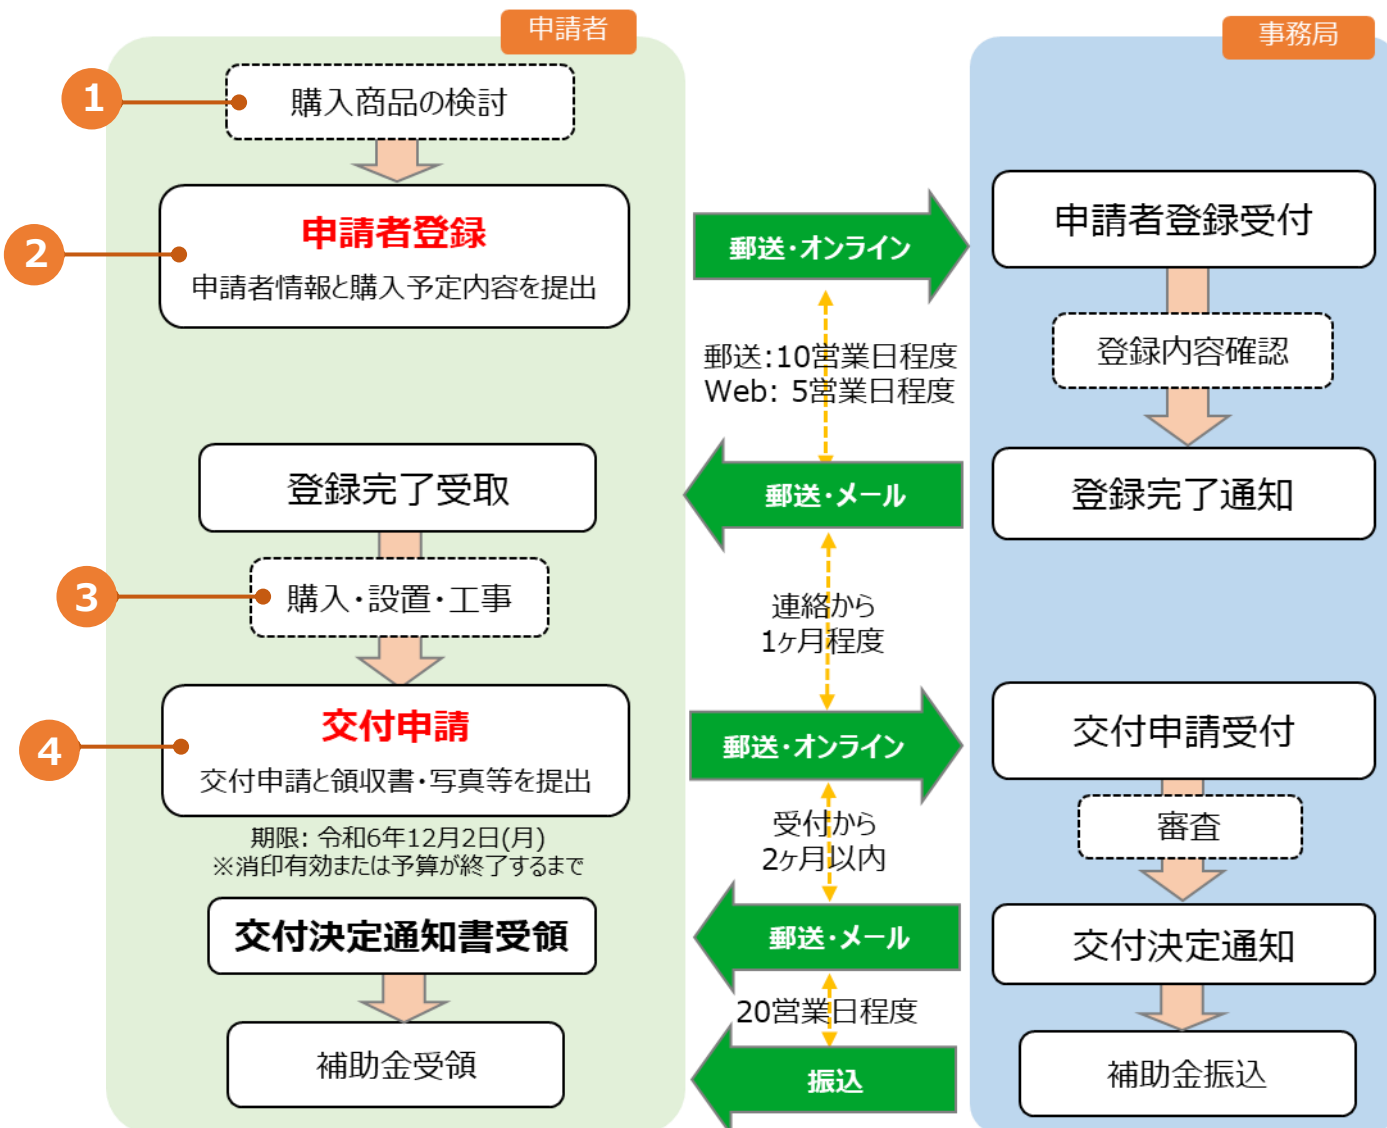 申請者
事務局
1
購入商品の検討
2
申請者登録
申請者情報と購入予定内容を提出
郵送・オンライン
申請者登録受付
郵送:10営業日程度
Web: 5営業日程度
登録内容確認
登録完了受取
郵送・メール
登録完了通知
3
購入・設置・工事
連絡から
1ヶ月程度
4
交付申請
交付申請と領収書・写真等を提出
郵送・オンライン
交付申請受付
期限: 令和6年12月2日(月)
※消印有効または予算が終了するまで
受付から
2ヶ月以内
審査
交付決定通知書受領
郵送・メール
交付決定通知
20営業日程度
補助金受領
振込
補助金振込